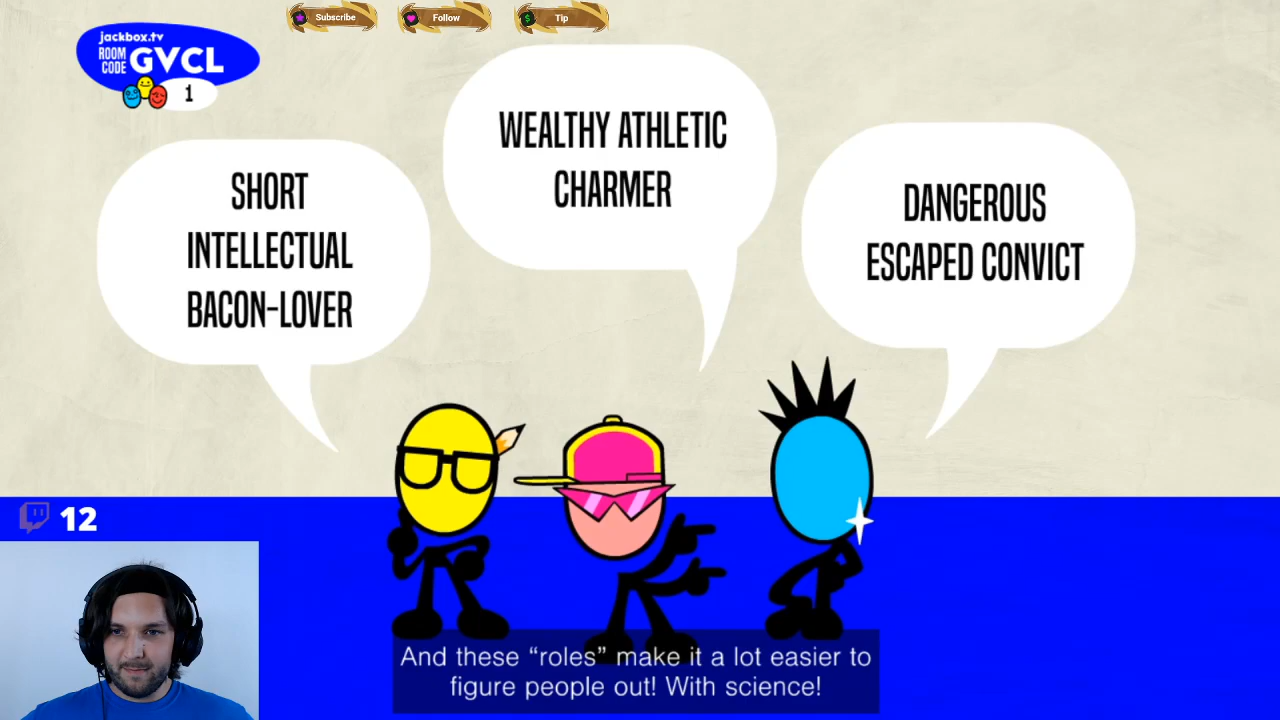 Subscribe
Follow
Tip
jackbox.tv
ROOM
CODE
GVCL
1
WEALTHY ATHLETIC
CHARMER
SHORT
INTELLECTUAL
BACON-LOVER
DANGEROUS
ESCAPED CONVICT
12
And these “roles” make it a lot easier to
figure people out! With science!